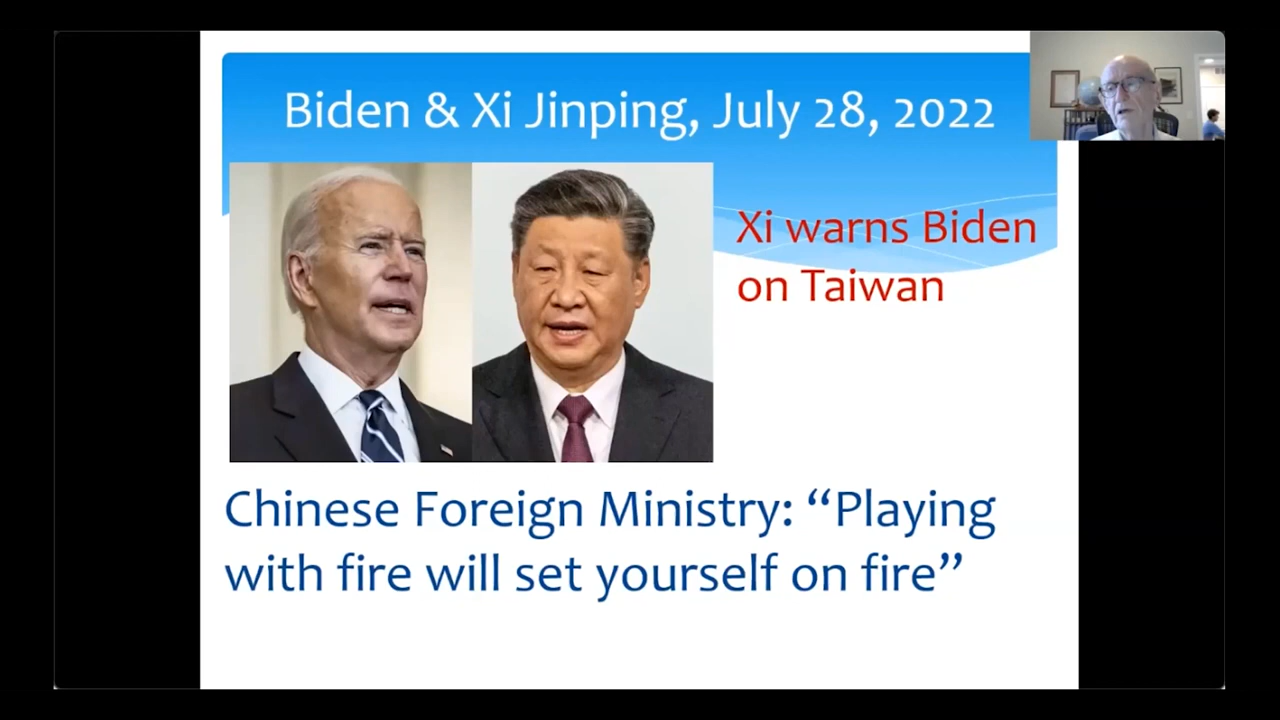 Biden & Xi Jinping, July 28, 2022
Xi warns Biden
on Taiwan
Chinese Foreign Ministry: “Playing
with fire will set yourself on fire”